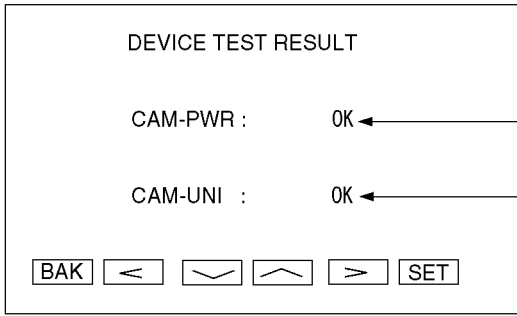 DEVICE TEST RESULT
CAM-PWR : OK
CAM-UNI : OK
BAK < > SET